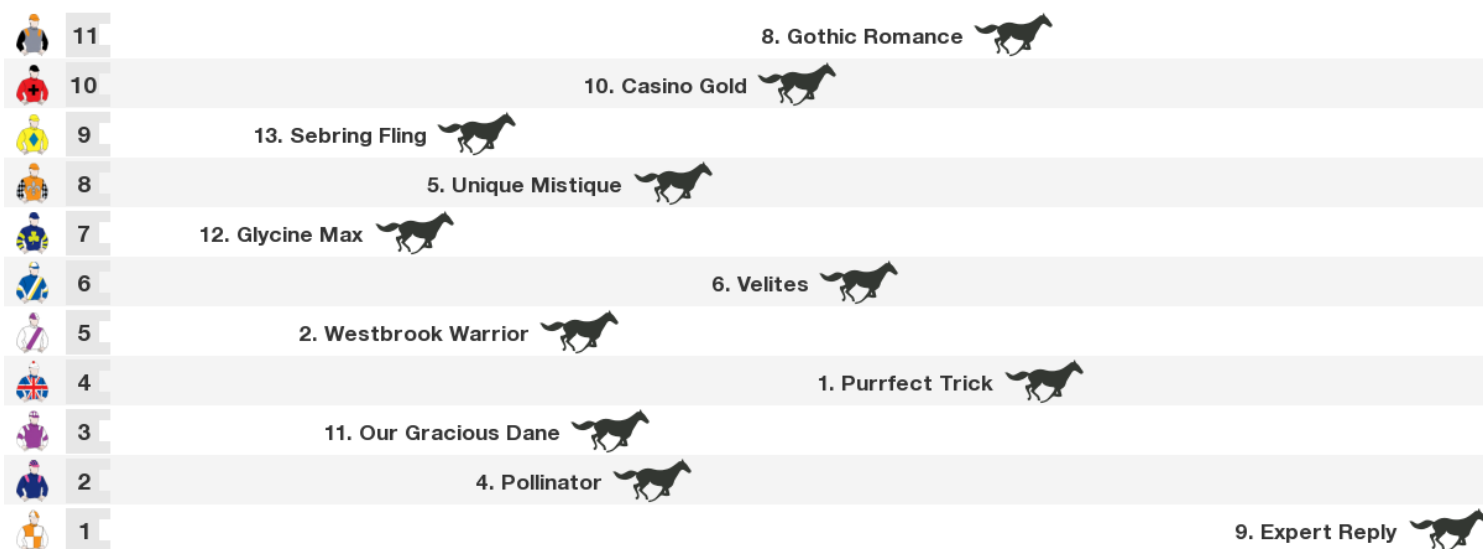 11 8. Gothic Romance
10 10. Casino Gold
9 13. Sebring Fling
8 5. Unique Mistique
7 12. Glycine Max
6 6. Velites
5 2. Westbrook Warrior
4 1. Purrfect Trick
3 11. Our Gracious Dane
2 4. Pollinator
1 9. Expert Reply